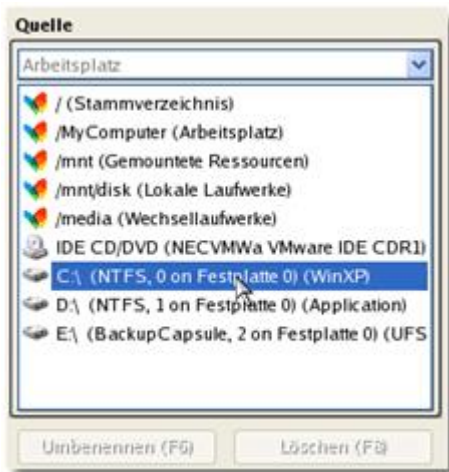 Quelle
Arbeitsplatz
/ (Stammverzeichnis)
/MyComputer (Arbeitsplatz)
/mnt (Gemountete Ressourcen)
/mnt/disk (Lokale Laufwerke)
/media (Wechsellaufwerke)
IDE CD/DVD (NECVMWa VMware IDE CDR1)
C:\ (NTFS, 0 on Festplatte 0) (WinXP)
D:\ (NTFS, 1 on Festplatte 0) (Application)
E:\ (BackupCapsule, 2 on Festplatte 0) (UFS
Umbenennen (F6)
Löschen (F8)